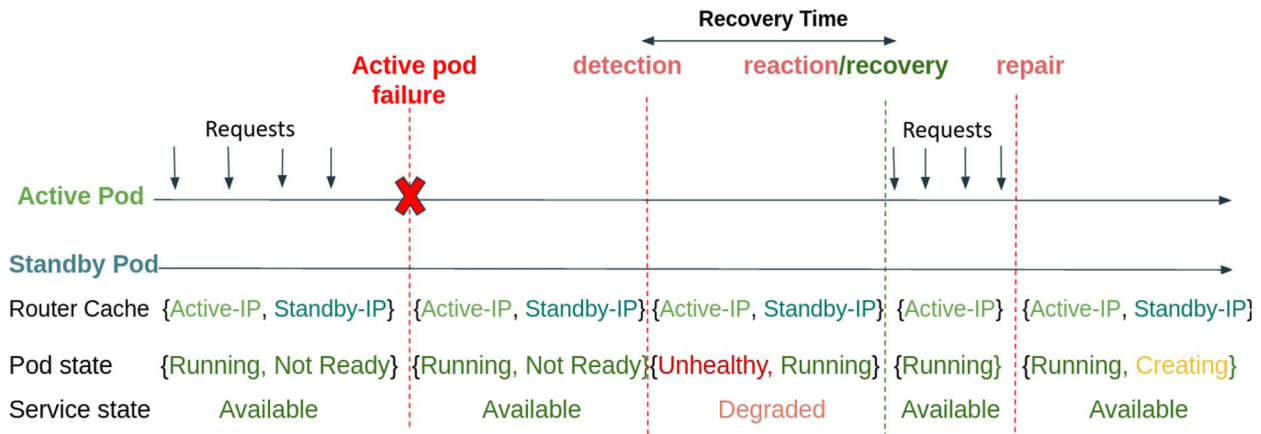 Recovery Time
Active pod failure
detection
reaction/recovery
repair
Requests
Requests
Active Pod
Standby Pod
Router Cache {Active-IP, Standby-IP} {Active-IP, Standby-IP} {Active-IP, Standby-IP} {Active-IP} {Active-IP, Standby-IP}
Pod state {Running, Not Ready} {Running, Not Ready} {Unhealthy, Running} {Running} {Running, Creating}
Service state Available Available Degraded Available Available